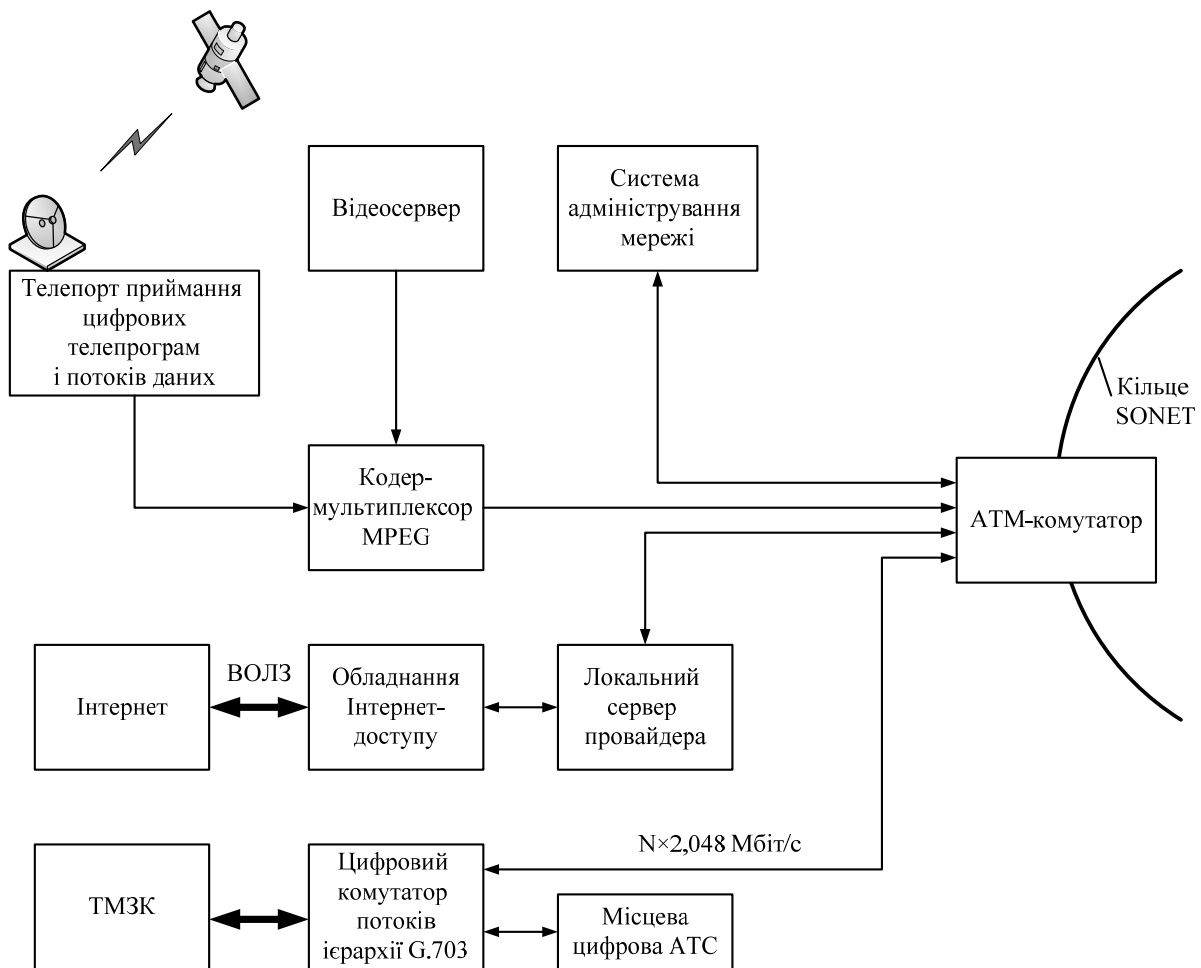 Відеосервер
Система
адміністрування
мережі
Телепорт приймання
цифрових
телепрограм
і потоків даних
Кільце
SONET
Кодер-
мультиплексор
MPEG
АТМ-комутатор
Інтернет
ВОЛЗ
Обладнання
Інтернет-
доступу
Локальний
сервер
провайдера
N×2,048 Мбіт/с
ТМЗК
Цифровий
комутатор
потоків
ієрархії G.703
Місцева
цифрова АТС